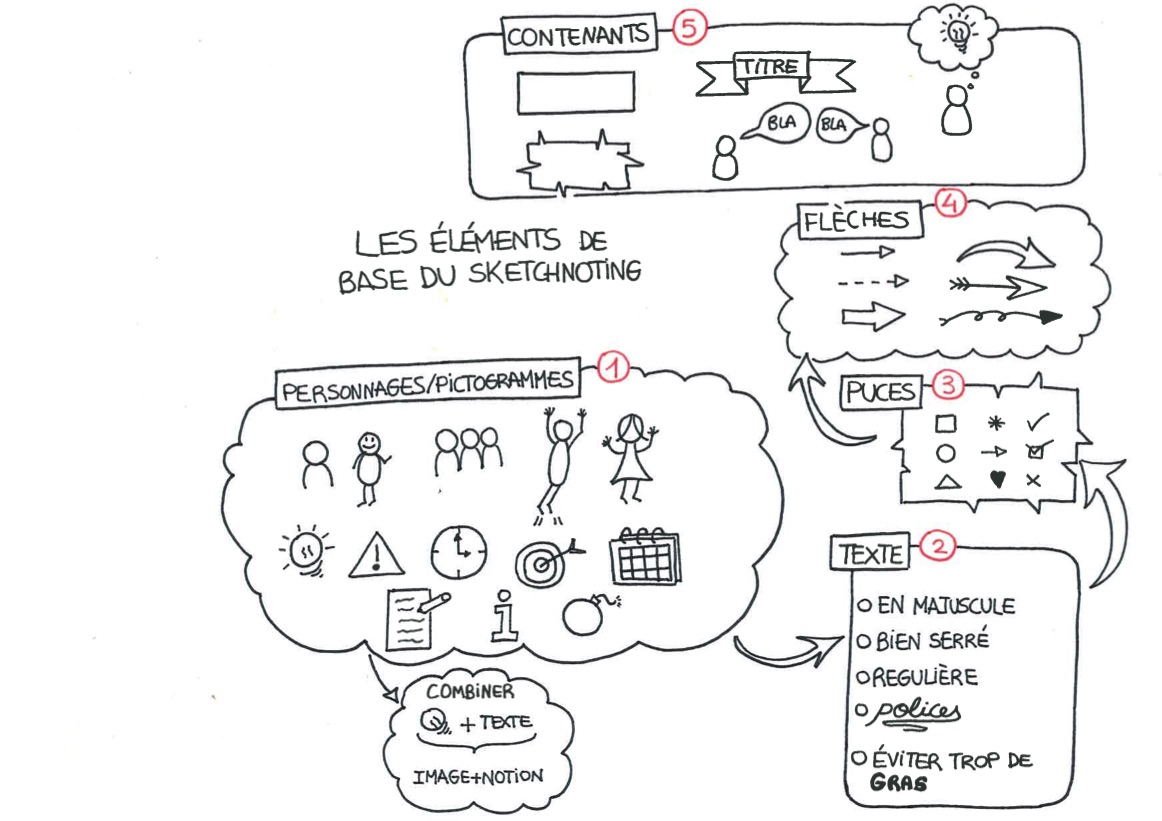 LES ÉLÉMENTS DE
BASE DU SKETCHNOTING
PERSONNAGES/PICTOGRAMMES
1
!
i
COMBINER
+ TEXTE
IMAGE+NOTION
TEXTE
2
EN MAJUSCULE
BIEN SERRÉ
REGULIÈRE
polices
ÉVITER TROP DE
GRAS
PUCES
3
FLÈCHES
4
CONTENANTS
5
TITRE
BLA
BLA